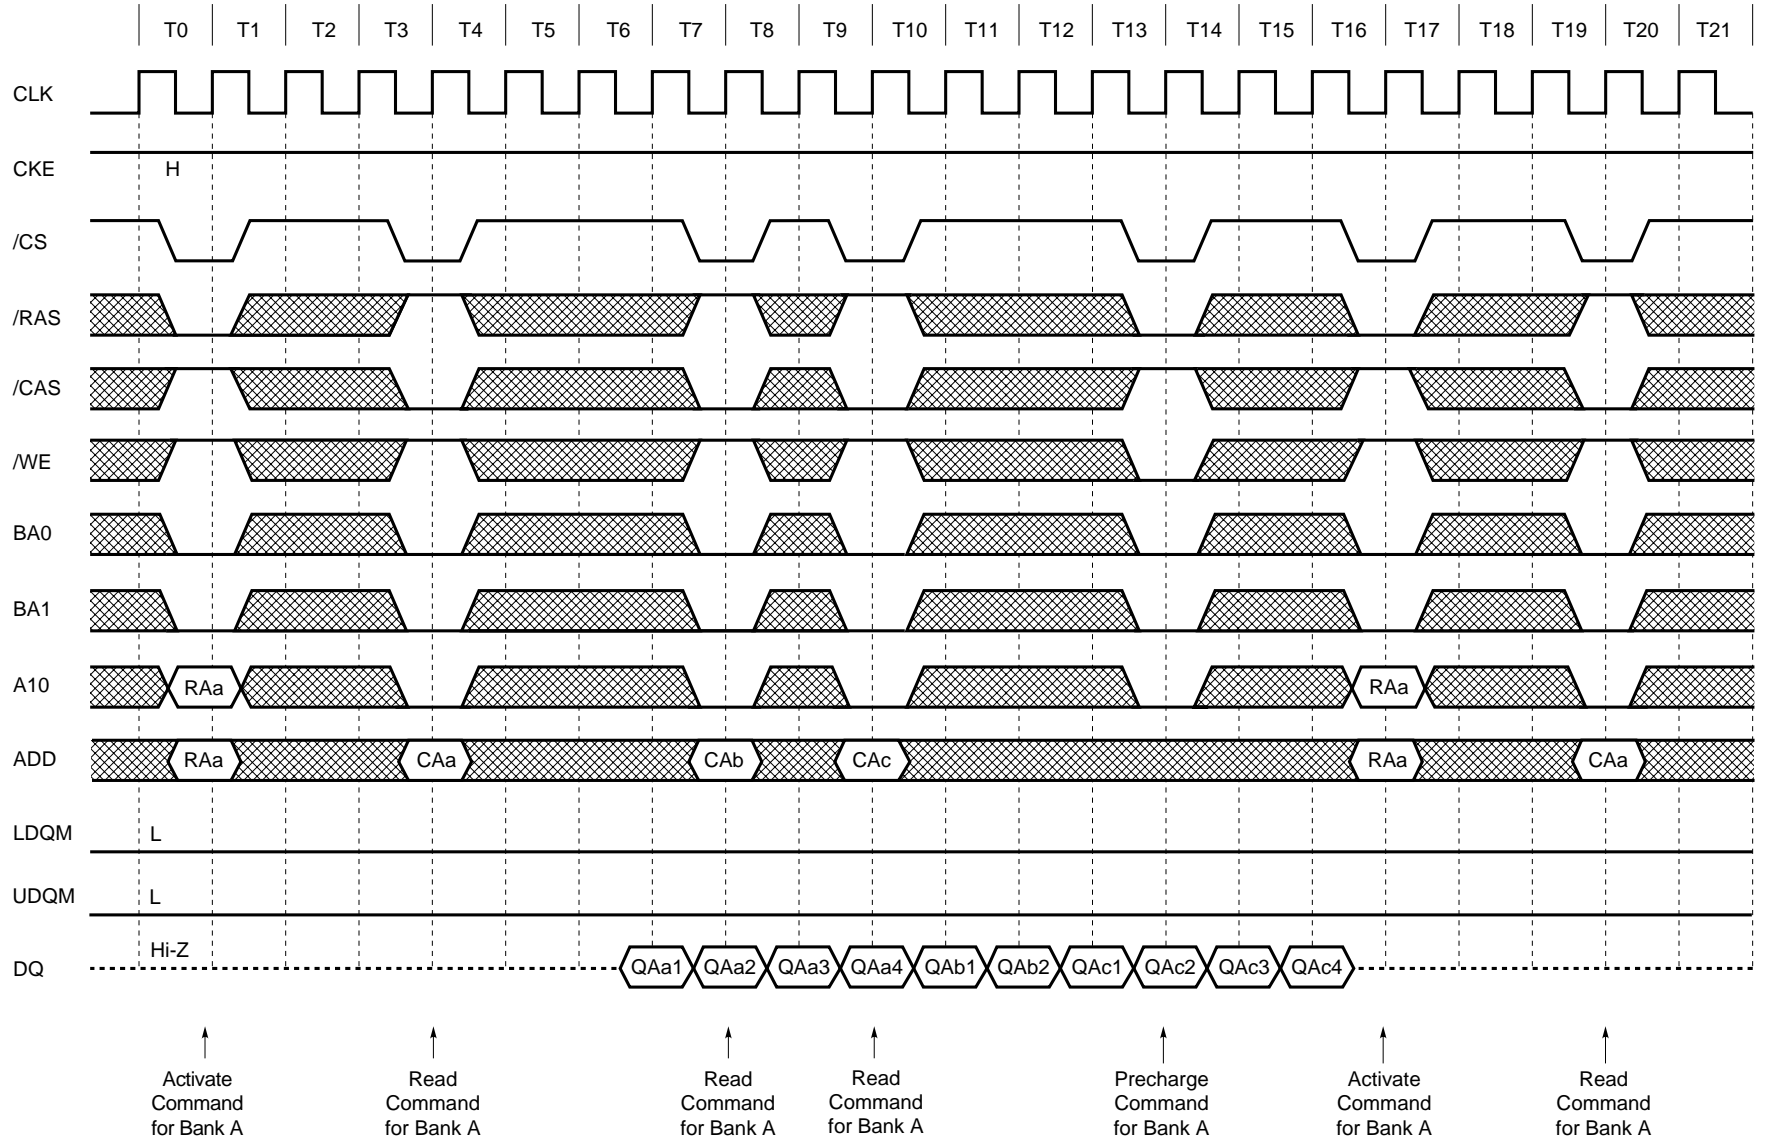 T0 T1 T2 T3 T4 T5 T6 T7 T8 T9 T10 T11 T12 T13 T14 T15 T16 T17 T18 T19 T20 T21
CLK
CKE H
/CS
/RAS
/CAS
/WE
BA0
BA1
A10 RAa RAa
ADD RAa CAa CAb CAc RAa CAa
LDQM L
UDQM L
DQ Hi-Z QAa1 QAa2 QAa3 QAa4 QAb1 QAb2 QAc1 QAc2 QAc3 QAc4
Activate
Command
for Bank A
Read
Command
for Bank A
Read
Command
for Bank A
Read
Command
for Bank A
Precharge
Command
for Bank A
Activate
Command
for Bank A
Read
Command
for Bank A